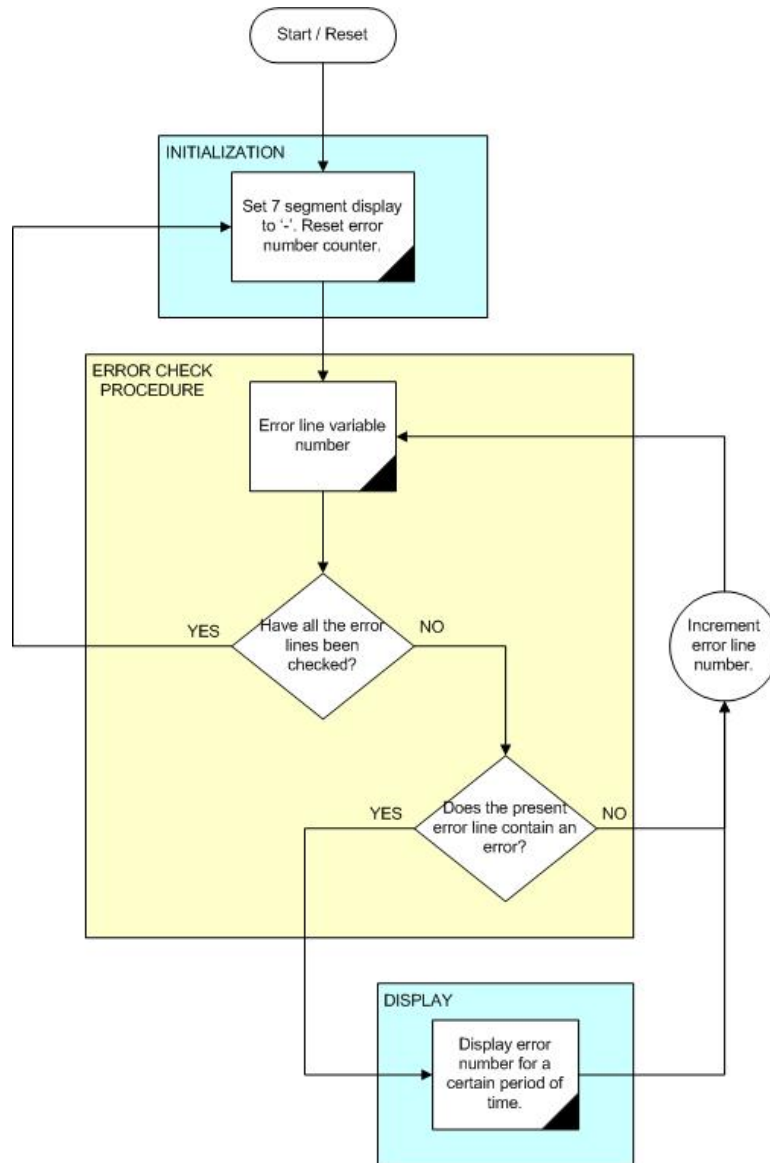 Start / Reset
INITIALIZATION
Set 7 segment display
to ‘-’. Reset error
number counter.
ERROR CHECK
PROCEDURE
Error line variable
number
YES
Have all the error
lines been
checked?
NO
Increment
error line
number.
YES
Does the present
error line contain an
error?
NO
DISPLAY
Display error
number for a
certain period of
time.